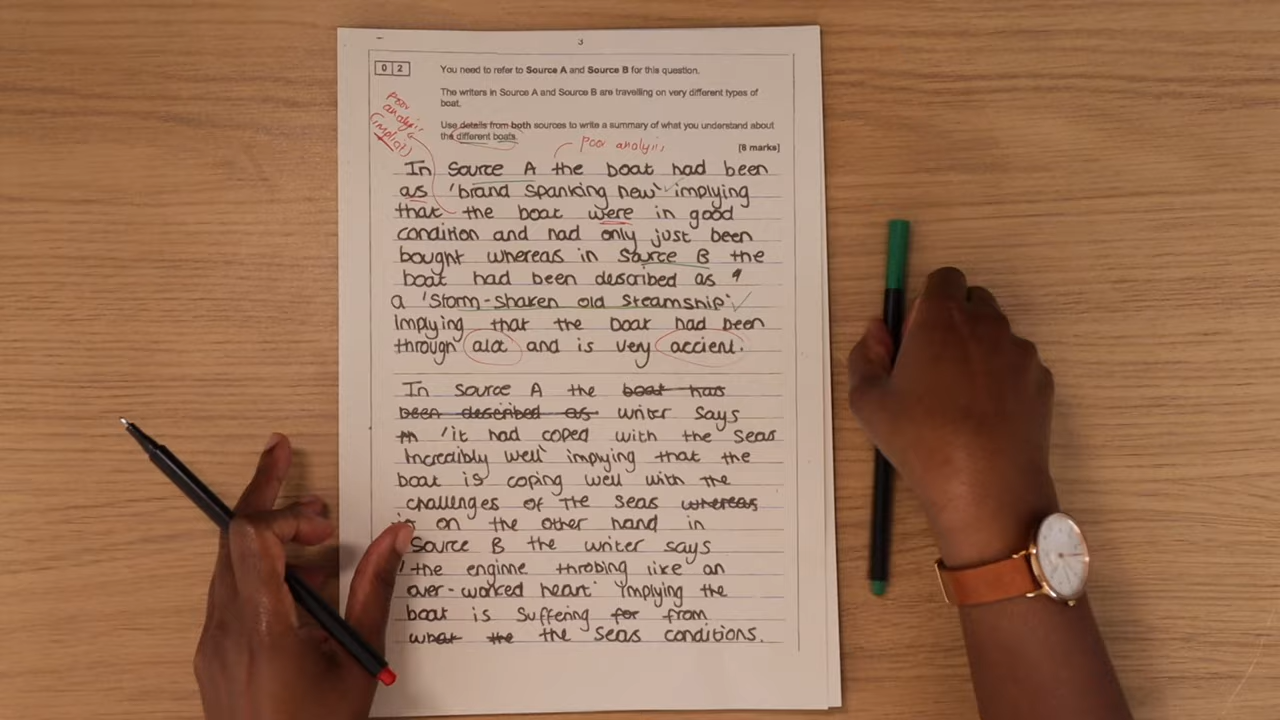 3
0 2
You need to refer to Source A and Source B for this question.
The writers in Source A and Source B are travelling on very different types of
boat.
Use details from both sources to write a summary of what you understand about
the different boats.
[8 marks]
poor
analysis
(implicit)
poor analysis
In Source A the boat had been
as 'brand spanking new' implying
that the boat were in good
condition and had only just been
bought whereas in Source B the
boat had been described as
a 'Storm-shaken old Steamship'
Implying that the boat had been
through alot and is very accient.
In source A the boat has
been described as writer says
'it had coped with the seas
Incredibly well' implying that the
boat is coping well with the
challenges of the seas whereas
is on the other hand in
Source B the writer says
'the enginne throbing like an
over-worked heart' implying the
boat is suffering for from
what the the seas conditions.